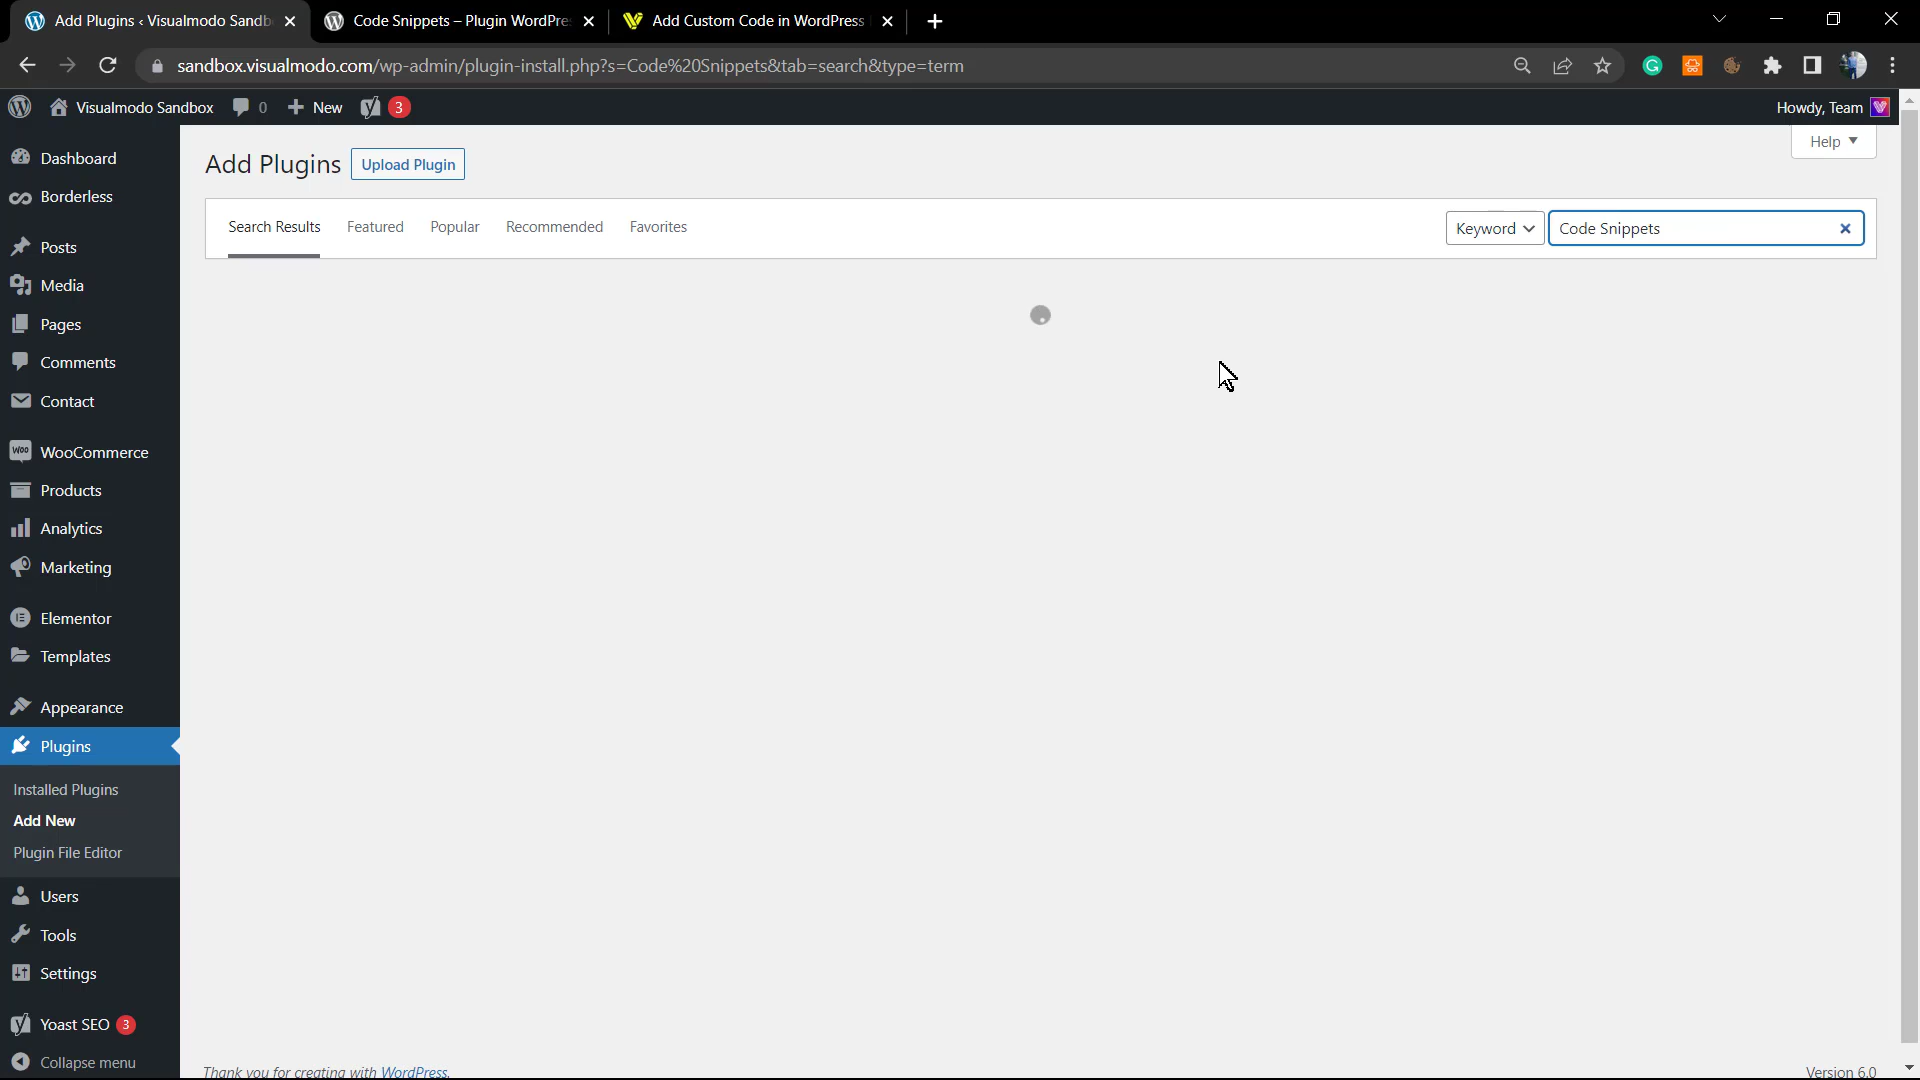 Add Plugins ‹ Visualmodo Sandb
Code Snippets – Plugin WordPre
Add Custom Code in WordPress
sandbox.visualmodo.com/wp-admin/plugin-install.php?s=Code%20Snippets&tab=search&type=term
Visualmodo Sandbox
0
New
3
Howdy, Team
Dashboard
Borderless
Posts
Media
Pages
Comments
Contact
WooCommerce
Products
Analytics
Marketing
Elementor
Templates
Appearance
Plugins
Installed Plugins
Add New
Plugin File Editor
Users
Tools
Settings
Yoast SEO 3
Collapse menu
Help
Add Plugins
Upload Plugin
Search Results
Featured
Popular
Recommended
Favorites
Keyword
Code Snippets
Thank you for creating with WordPress.
Version 6.0